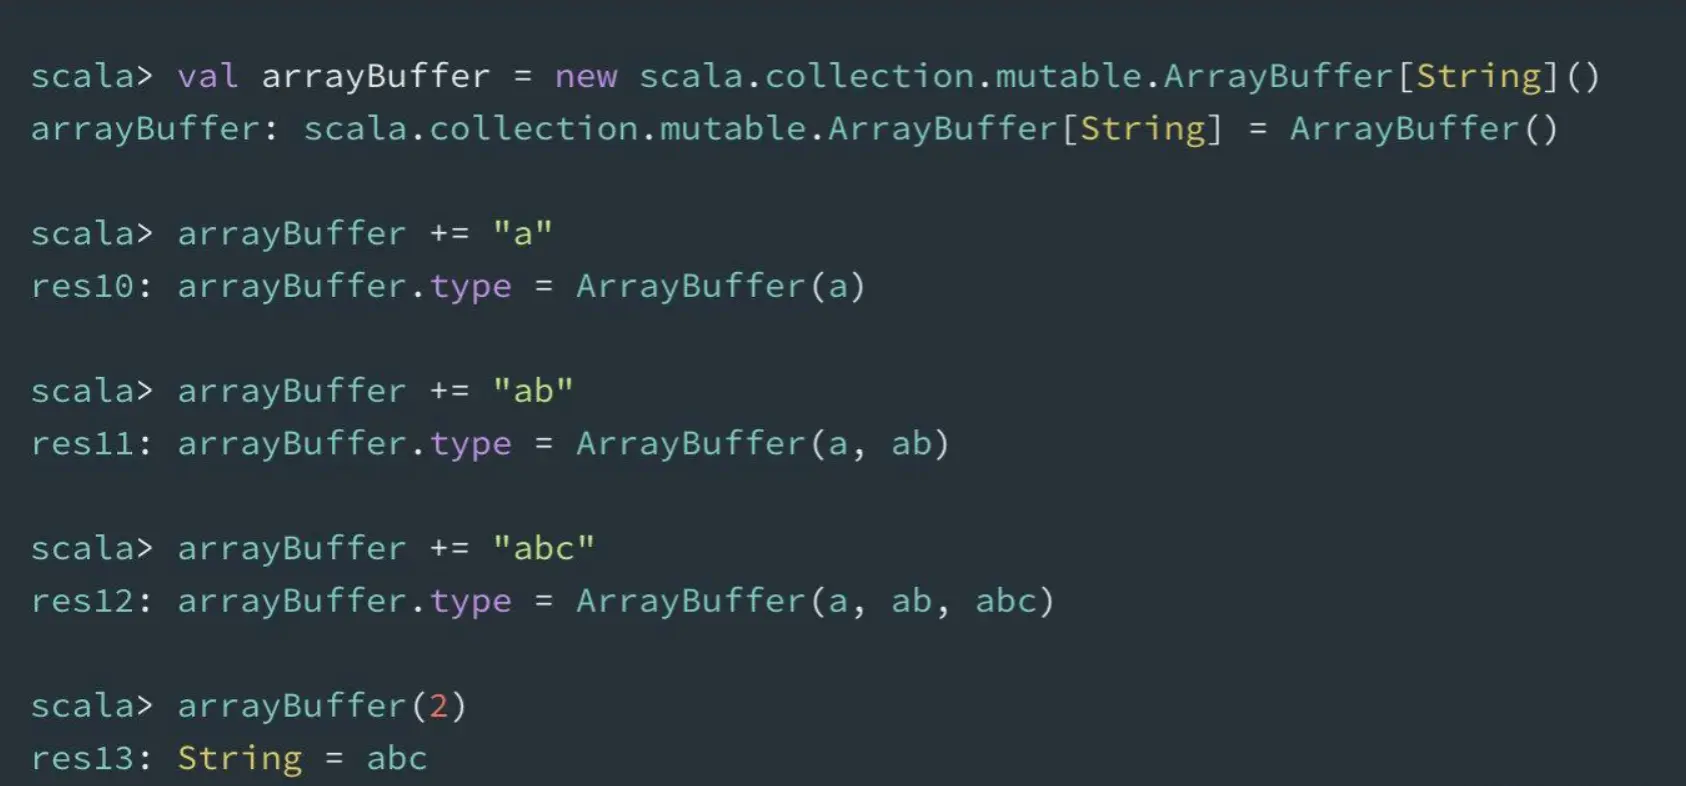 scala> val arrayBuffer = new scala.collection.mutable.ArrayBuffer[String]()
arrayBuffer: scala.collection.mutable.ArrayBuffer[String] = ArrayBuffer()
scala> arrayBuffer += "a"
res10: arrayBuffer.type = ArrayBuffer(a)
scala> arrayBuffer += "ab"
res11: arrayBuffer.type = ArrayBuffer(a, ab)
scala> arrayBuffer += "abc"
res12: arrayBuffer.type = ArrayBuffer(a, ab, abc)
scala> arrayBuffer(2)
res13: String = abc